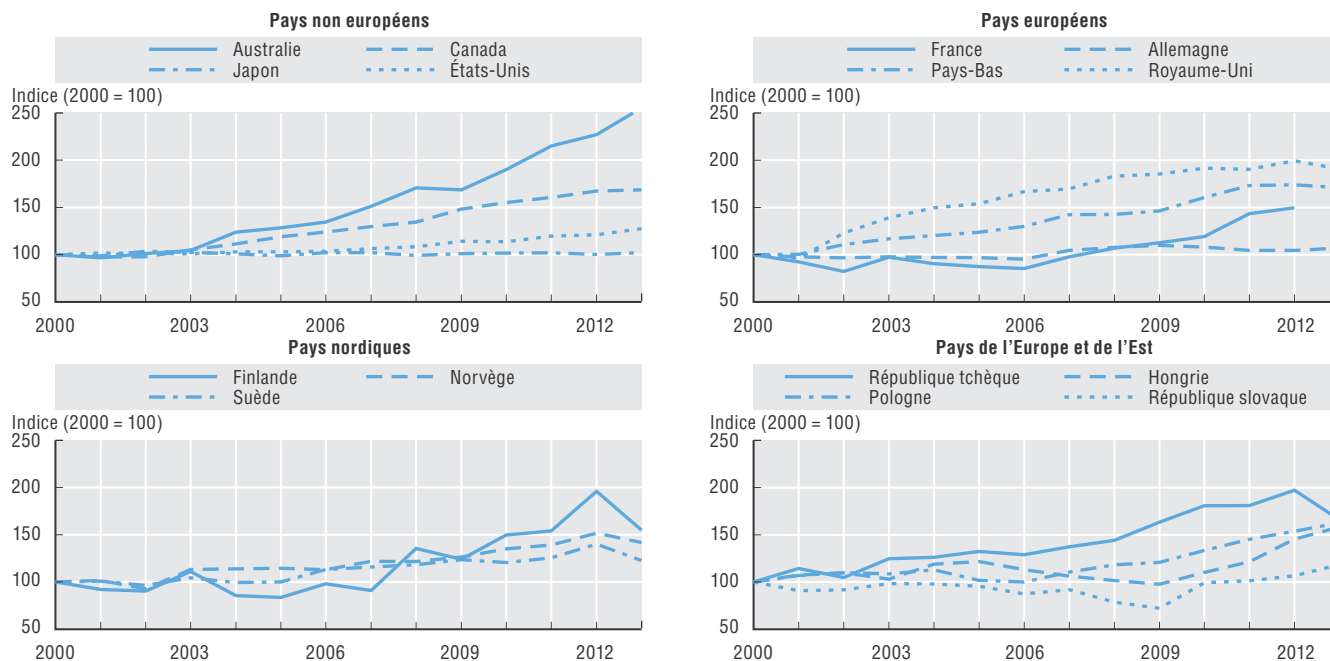 Pays non européens
Australie Canada
Japon États-Unis
Indice (2000 = 100)
250
200
150
100
50
2000 2003 2006 2009 2012
Pays européens
France Allemagne
Pays-Bas Royaume-Uni
Indice (2000 = 100)
250
200
150
100
50
2000 2003 2006 2009 2012
Pays nordiques
Finlande Norvège
Suède
Indice (2000 = 100)
250
200
150
100
50
2000 2003 2006 2009 2012
Pays de l’Europe et de l’Est
République tchèque Hongrie
Pologne République slovaque
Indice (2000 = 100)
250
200
150
100
50
2000 2003 2006 2009 2012